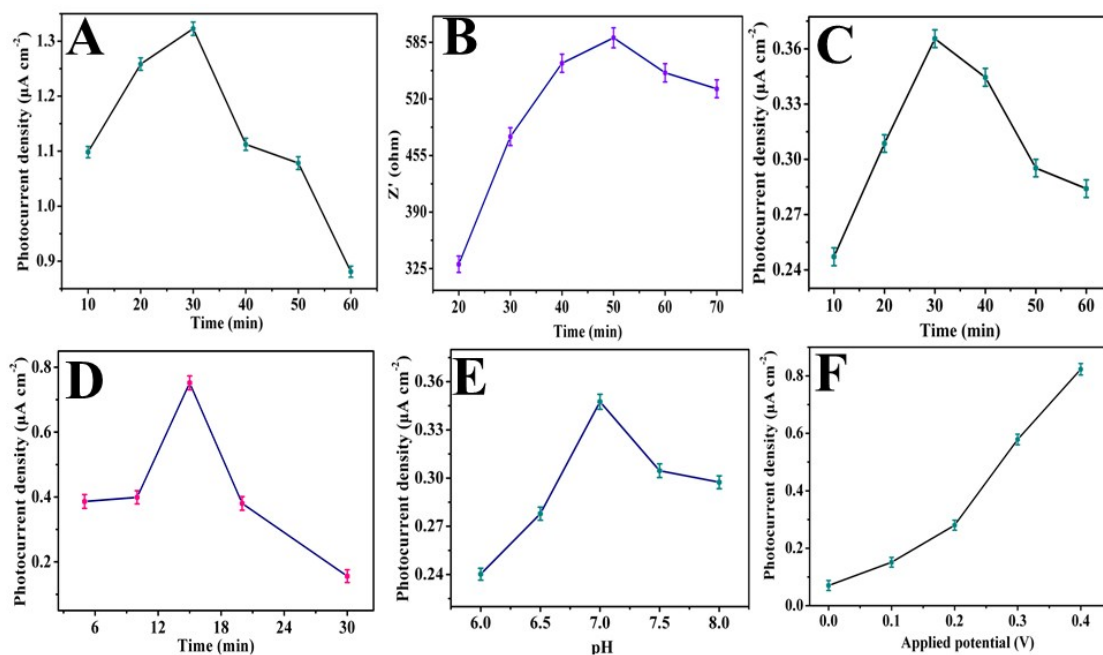 A
Photocurrent density (µA cm⁻²)
1.3
1.2
1.1
1.0
0.9
10 20 30 40 50 60
Time (min)
B
Z' (ohm)
585
520
455
390
325
20 30 40 50 60 70
Time (min)
C
Photocurrent density (µA cm⁻²)
0.36
0.33
0.30
0.27
0.24
10 20 30 40 50 60
Time (min)
D
Photocurrent density (µA cm⁻²)
0.8
0.6
0.4
0.2
6 12 18 24 30
Time (min)
E
Photocurrent density (µA cm⁻²)
0.36
0.33
0.30
0.27
0.24
6.0 6.5 7.0 7.5 8.0
pH
F
Photocurrent density (µA cm⁻²)
0.8
0.6
0.4
0.2
0.0
0.0 0.1 0.2 0.3 0.4
Applied potential (V)